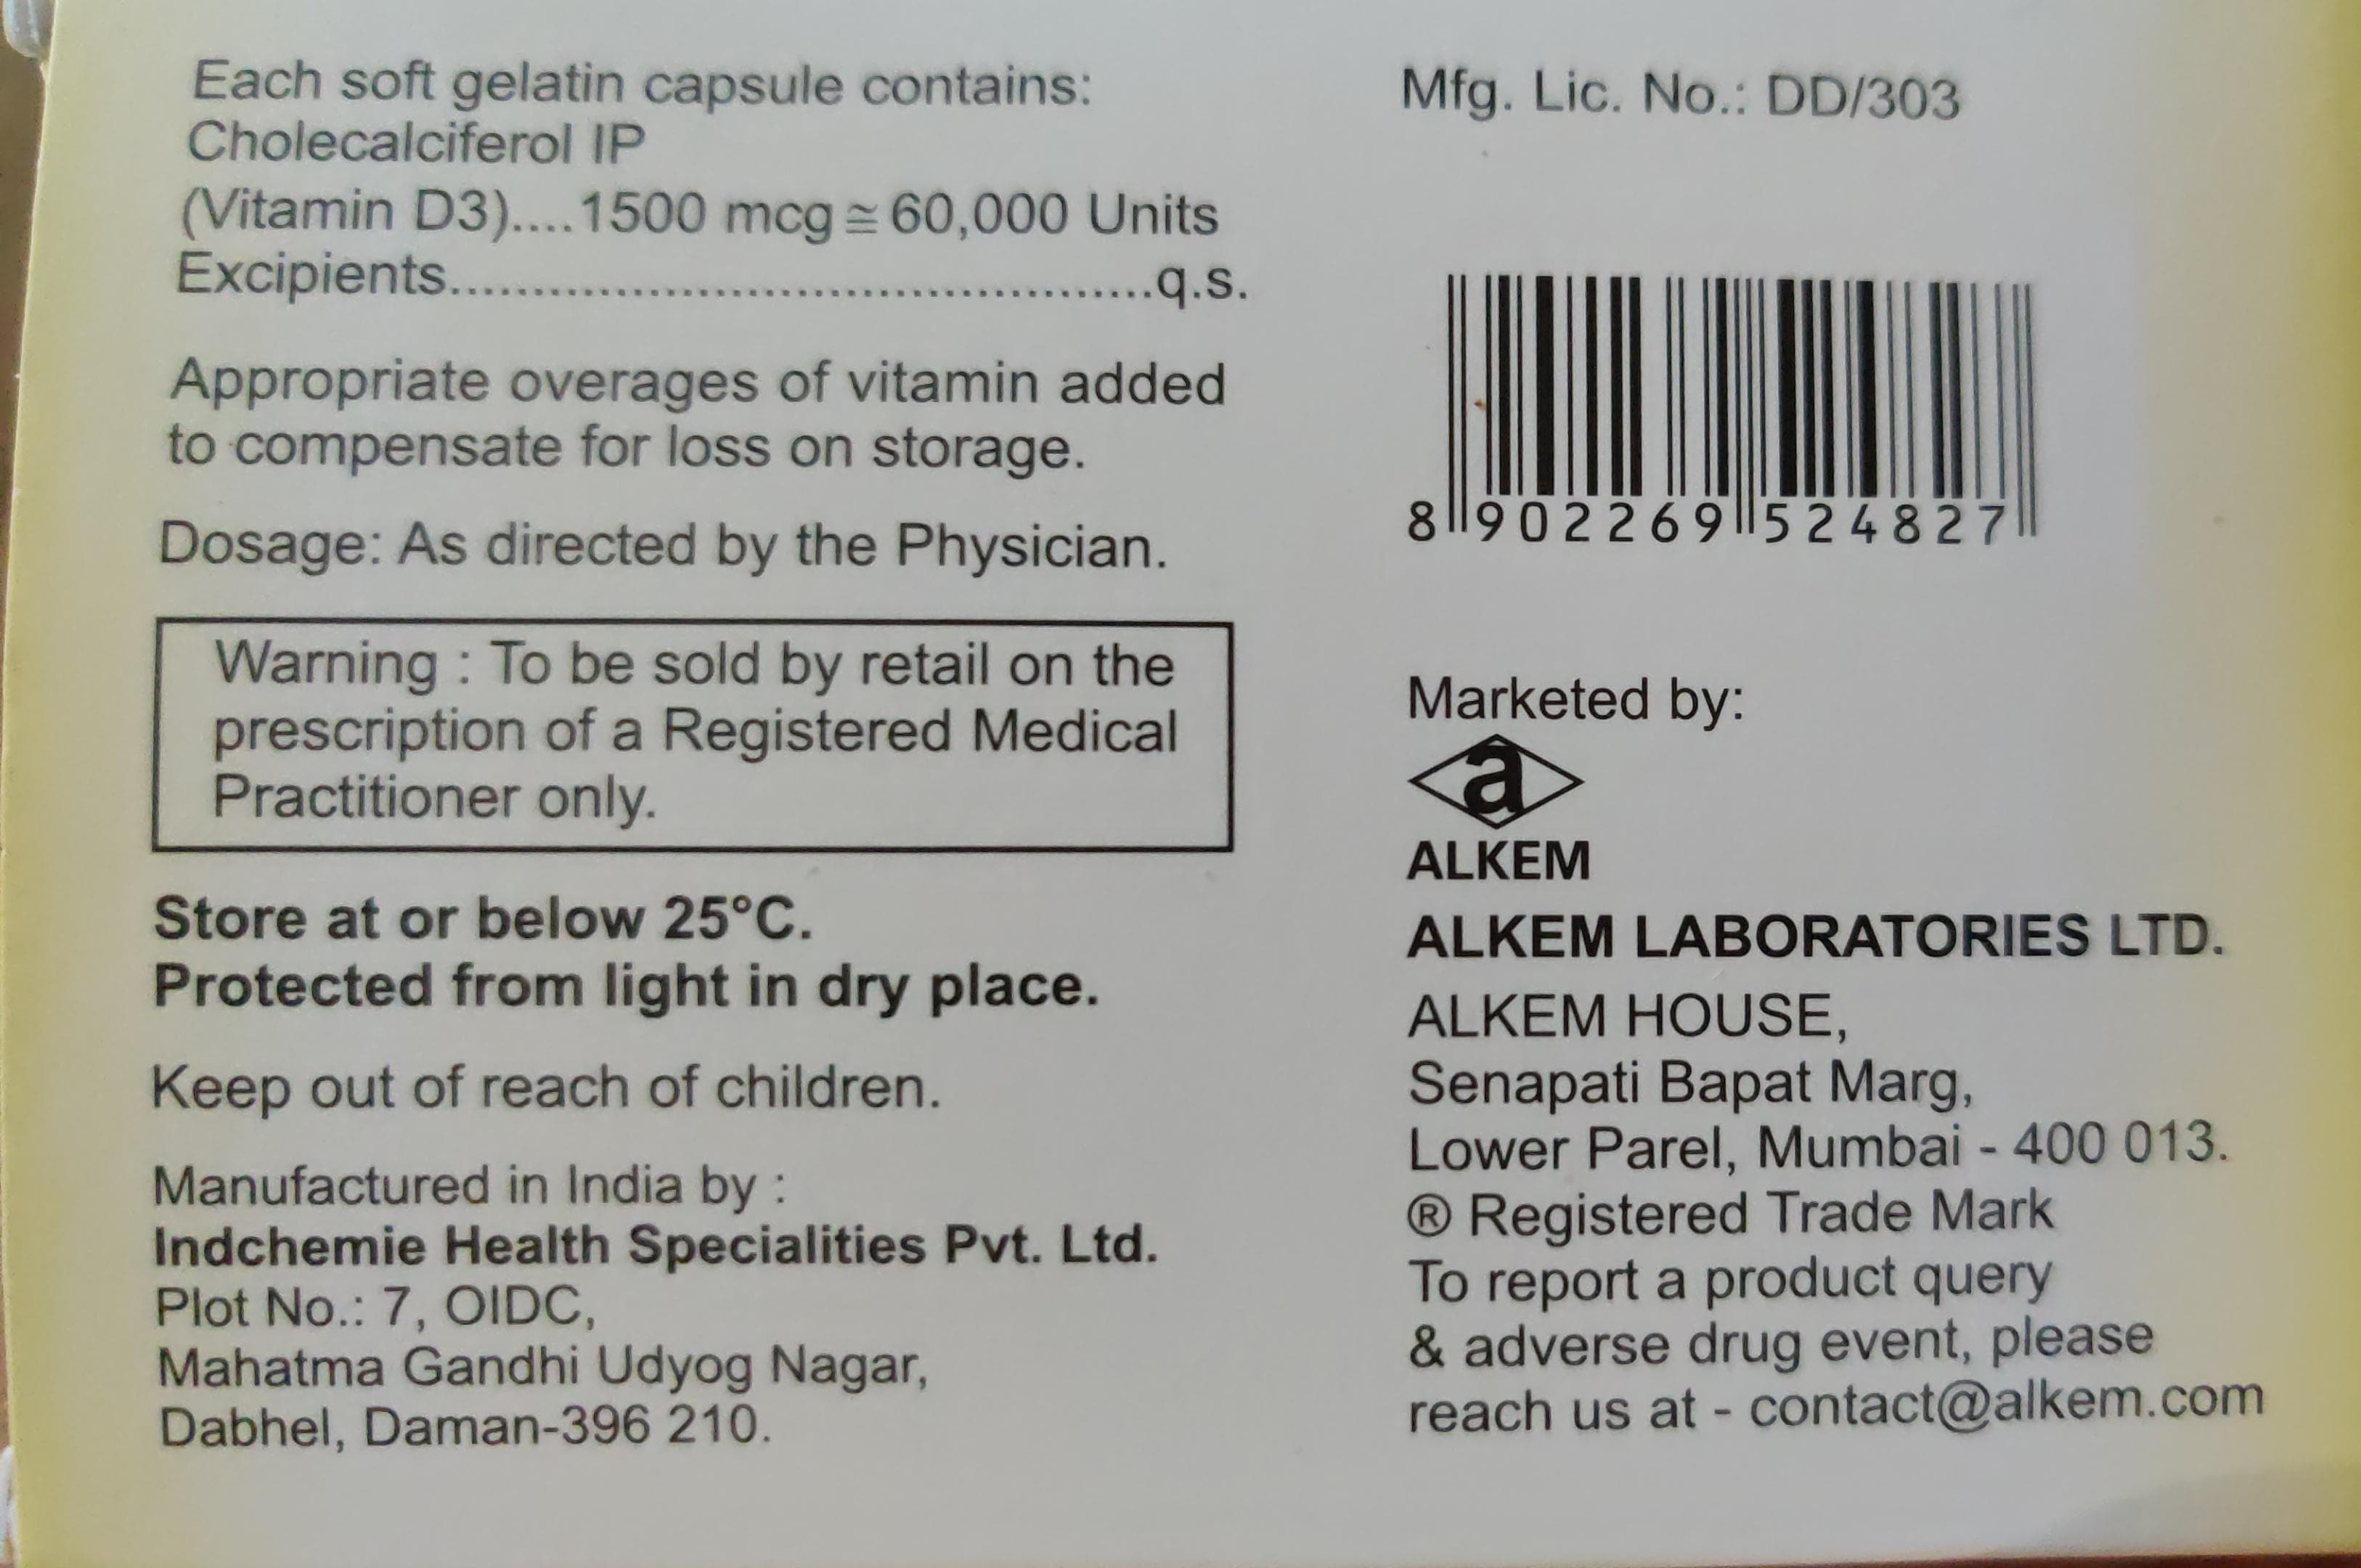 Each soft gelatin capsule contains:
Cholecalciferol IP
(Vitamin D3)....1500 mcg ≅ 60,000 Units
Excipients..............................................q.s.
Appropriate overages of vitamin added
to compensate for loss on storage.
Dosage: As directed by the Physician.
Warning : To be sold by retail on the
prescription of a Registered Medical
Practitioner only.
Store at or below 25°C.
Protected from light in dry place.
Keep out of reach of children.
Manufactured in India by :
Indchemie Health Specialities Pvt. Ltd.
Plot No.: 7, OIDC,
Mahatma Gandhi Udyog Nagar,
Dabhel, Daman-396 210.
Mfg. Lic. No.: DD/303
8 902269 524827
Marketed by:
a
ALKEM
ALKEM LABORATORIES LTD.
ALKEM HOUSE,
Senapati Bapat Marg,
Lower Parel, Mumbai - 400 013.
® Registered Trade Mark
To report a product query
& adverse drug event, please
reach us at - contact@alkem.com